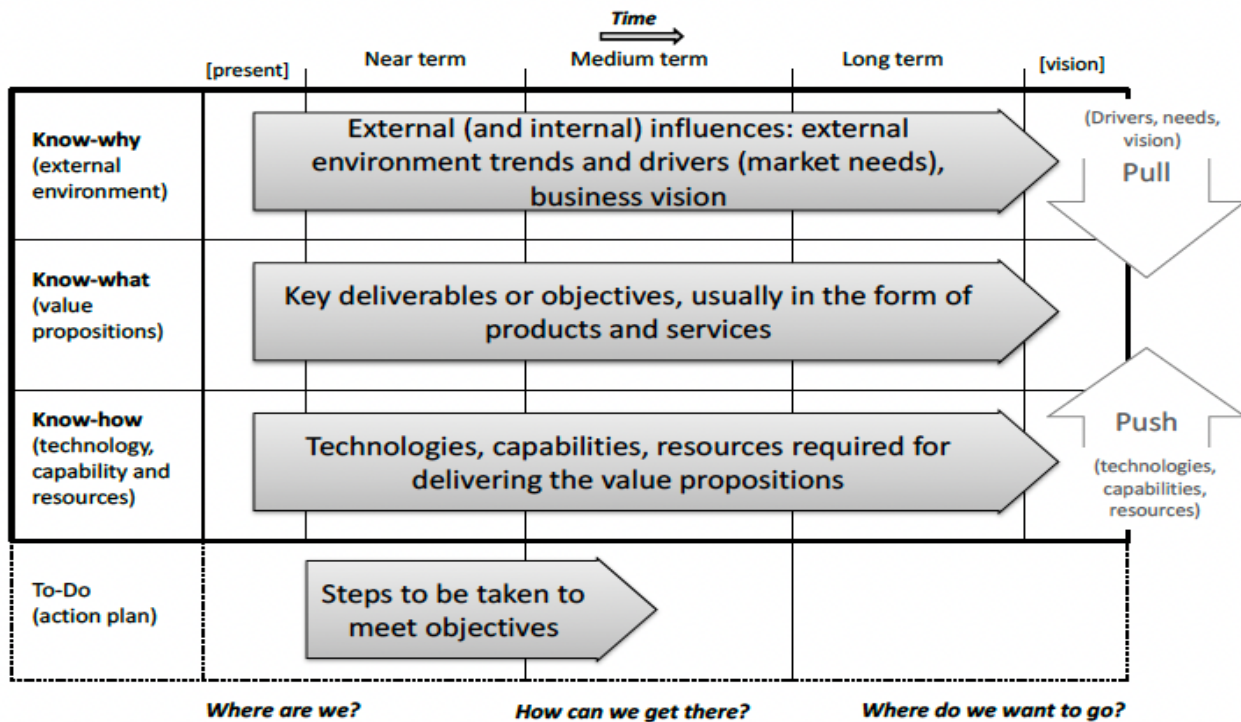 Time
[present]
Near term
Medium term
Long term
[vision]
Know-why
(external
environment)
External (and internal) influences: external
environment trends and drivers (market needs),
business vision
(Drivers, needs,
vision)
Pull
Know-what
(value
propositions)
Key deliverables or objectives, usually in the form of
products and services
Know-how
(technology,
capability and
resources)
Technologies, capabilities, resources required for
delivering the value propositions
Push
(technologies,
capabilities,
resources)
To-Do
(action plan)
Steps to be taken to
meet objectives
Where are we?
How can we get there?
Where do we want to go?